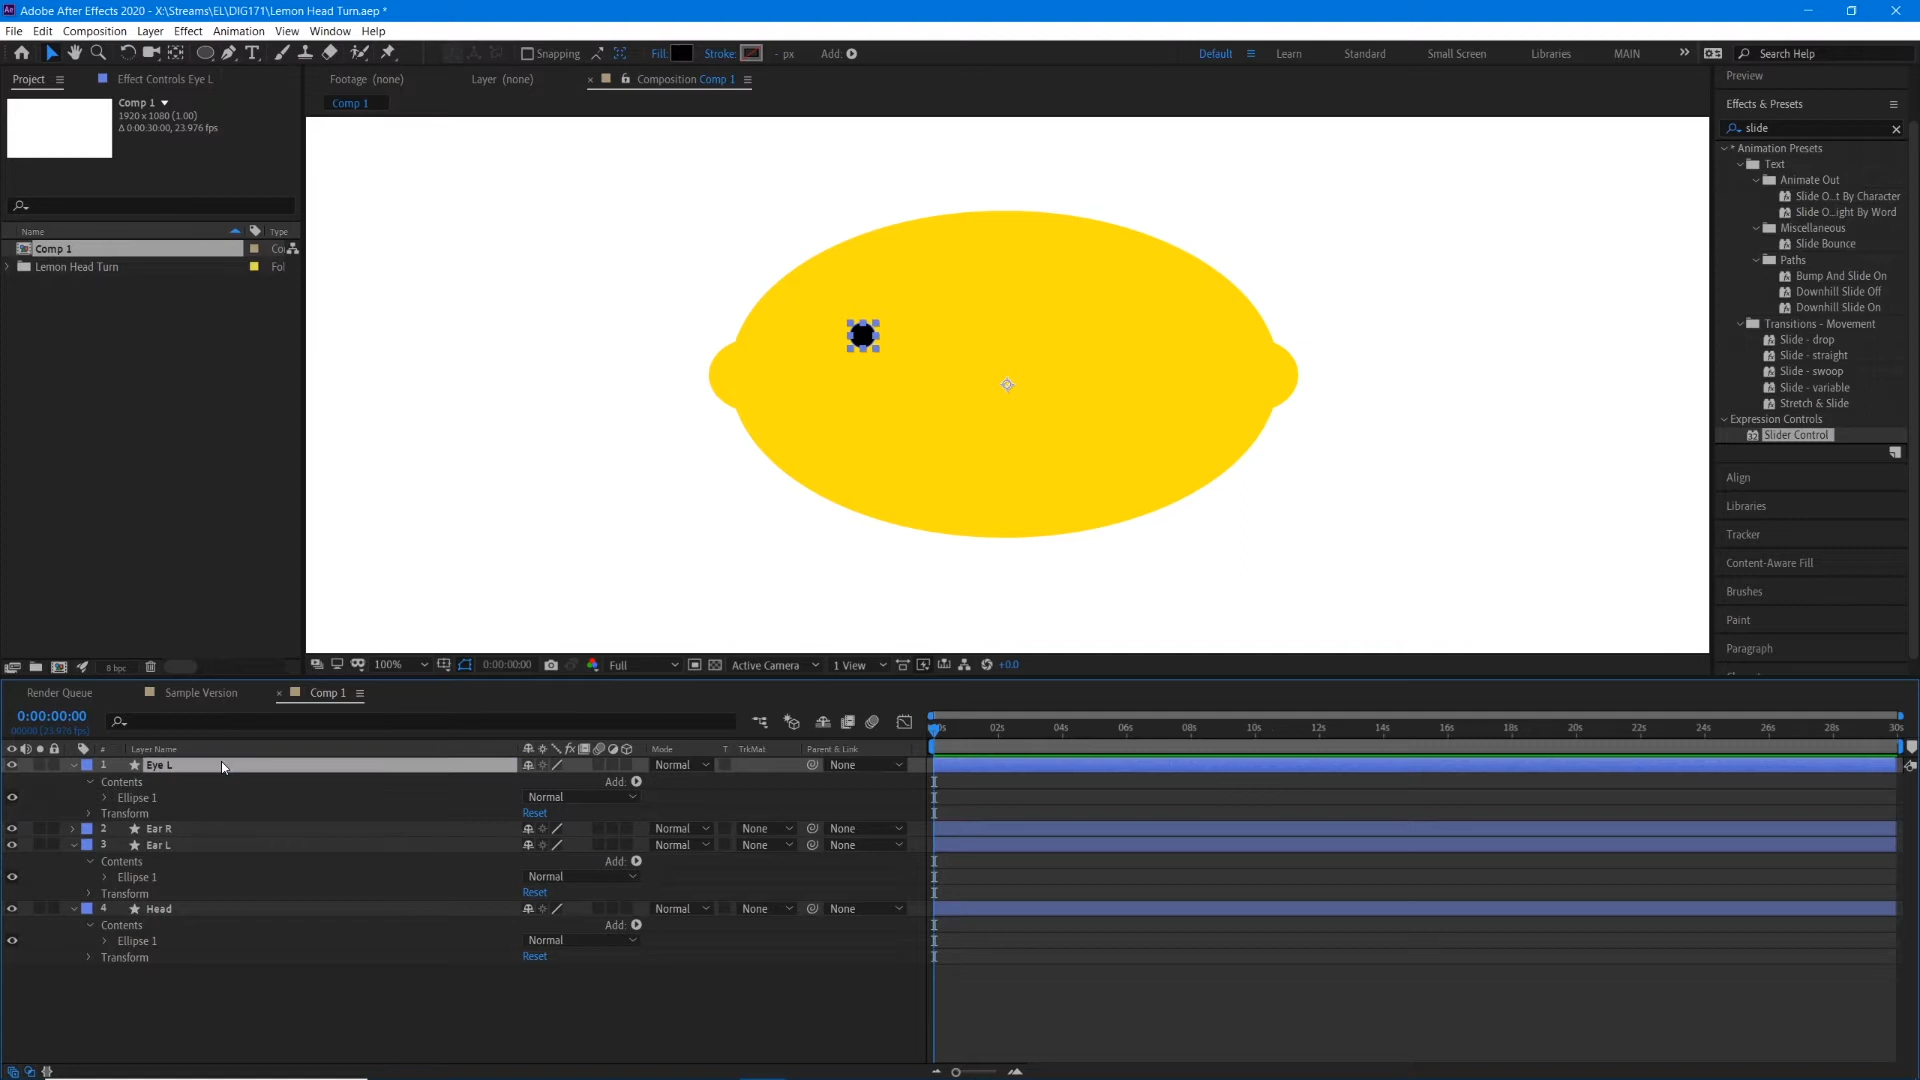 Adobe After Effects 2020 - X:\Streams\EL\DIG171\Lemon Head Turn.aep *
File Edit Composition Layer Effect Animation View Window Help
Snapping Fill: Stroke: - px Add: Default Learn Standard Small Screen Libraries MAIN Search Help
Project Effect Controls Eye L Footage (none) Layer (none) Composition Comp 1 Preview
Comp 1
1920 x 1080 (1.00)
Δ 0:00:30:00, 23.976 fps
Comp 1
Effects & Presets
slide
* Animation Presets
Text
Animate Out
Slide O...t By Character
Slide O...ight By Word
Miscellaneous
Slide Bounce
Paths
Bump And Slide On
Downhill Slide Off
Downhill Slide On
Transitions - Movement
Slide - drop
Slide - straight
Slide - swoop
Slide - variable
Stretch & Slide
Expression Controls
Slider Control
Align
Libraries
Tracker
Content-Aware Fill
Brushes
Paint
Paragraph
Name Type
Comp 1 Co
Lemon Head Turn Fol
8 bpc 100% 0:00:00:00 Full Active Camera 1 View +0.0
Render Queue Sample Version Comp 1
0:00:00:00
00000 (23.976 fps)
02s 04s 06s 08s 10s 12s 14s 16s 18s 20s 22s 24s 26s 28s 30s
# Layer Name Mode T TrkMat Parent & Link
1 Eye L Normal None
Contents Add:
Ellipse 1 Normal
Transform Reset
2 Ear R Normal None None
3 Ear L Normal None None
Contents Add:
Ellipse 1 Normal
Transform Reset
4 Head Normal None None
Contents Add:
Ellipse 1 Normal
Transform Reset